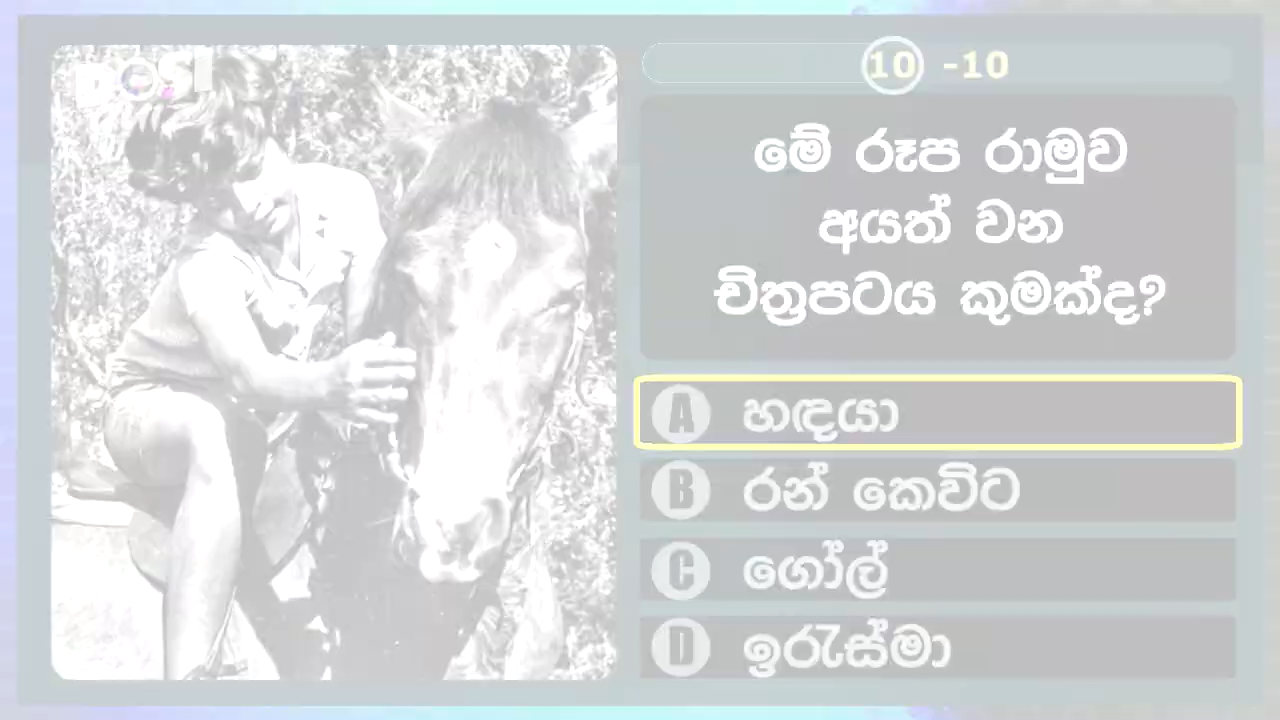 10 -10
මේ රූප රාමුව
අයත් වන
චිත්‍රපටය කුමක්ද?
A හඳයා
B රන් කෙවිට
C ගෝල්
D ඉරැස්මා